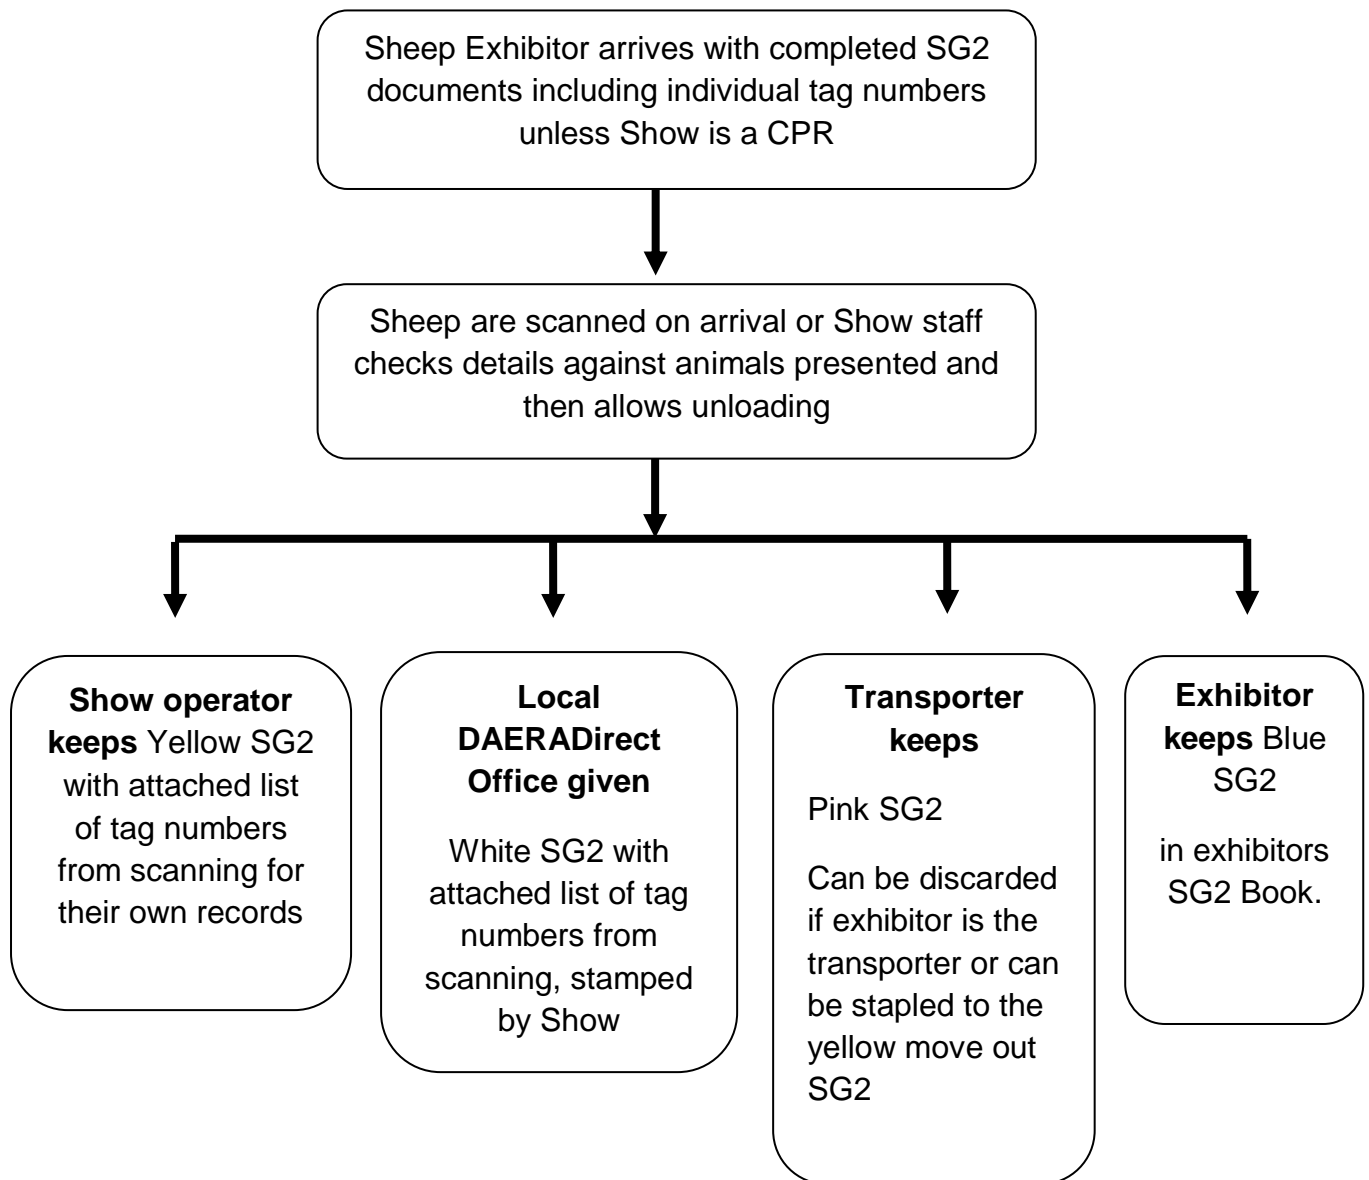 Sheep Exhibitor arrives with completed SG2
documents including individual tag numbers
unless Show is a CPR
Sheep are scanned on arrival or Show staff
checks details against animals presented and
then allows unloading
Show operator
keeps Yellow SG2
with attached list
of tag numbers
from scanning for
their own records
Local
DAERADirect
Office given
White SG2 with
attached list of tag
numbers from
scanning, stamped
by Show
Transporter
keeps
Pink SG2
Can be discarded
if exhibitor is the
transporter or can
be stapled to the
yellow move out
SG2
Exhibitor
keeps Blue
SG2
in exhibitors
SG2 Book.